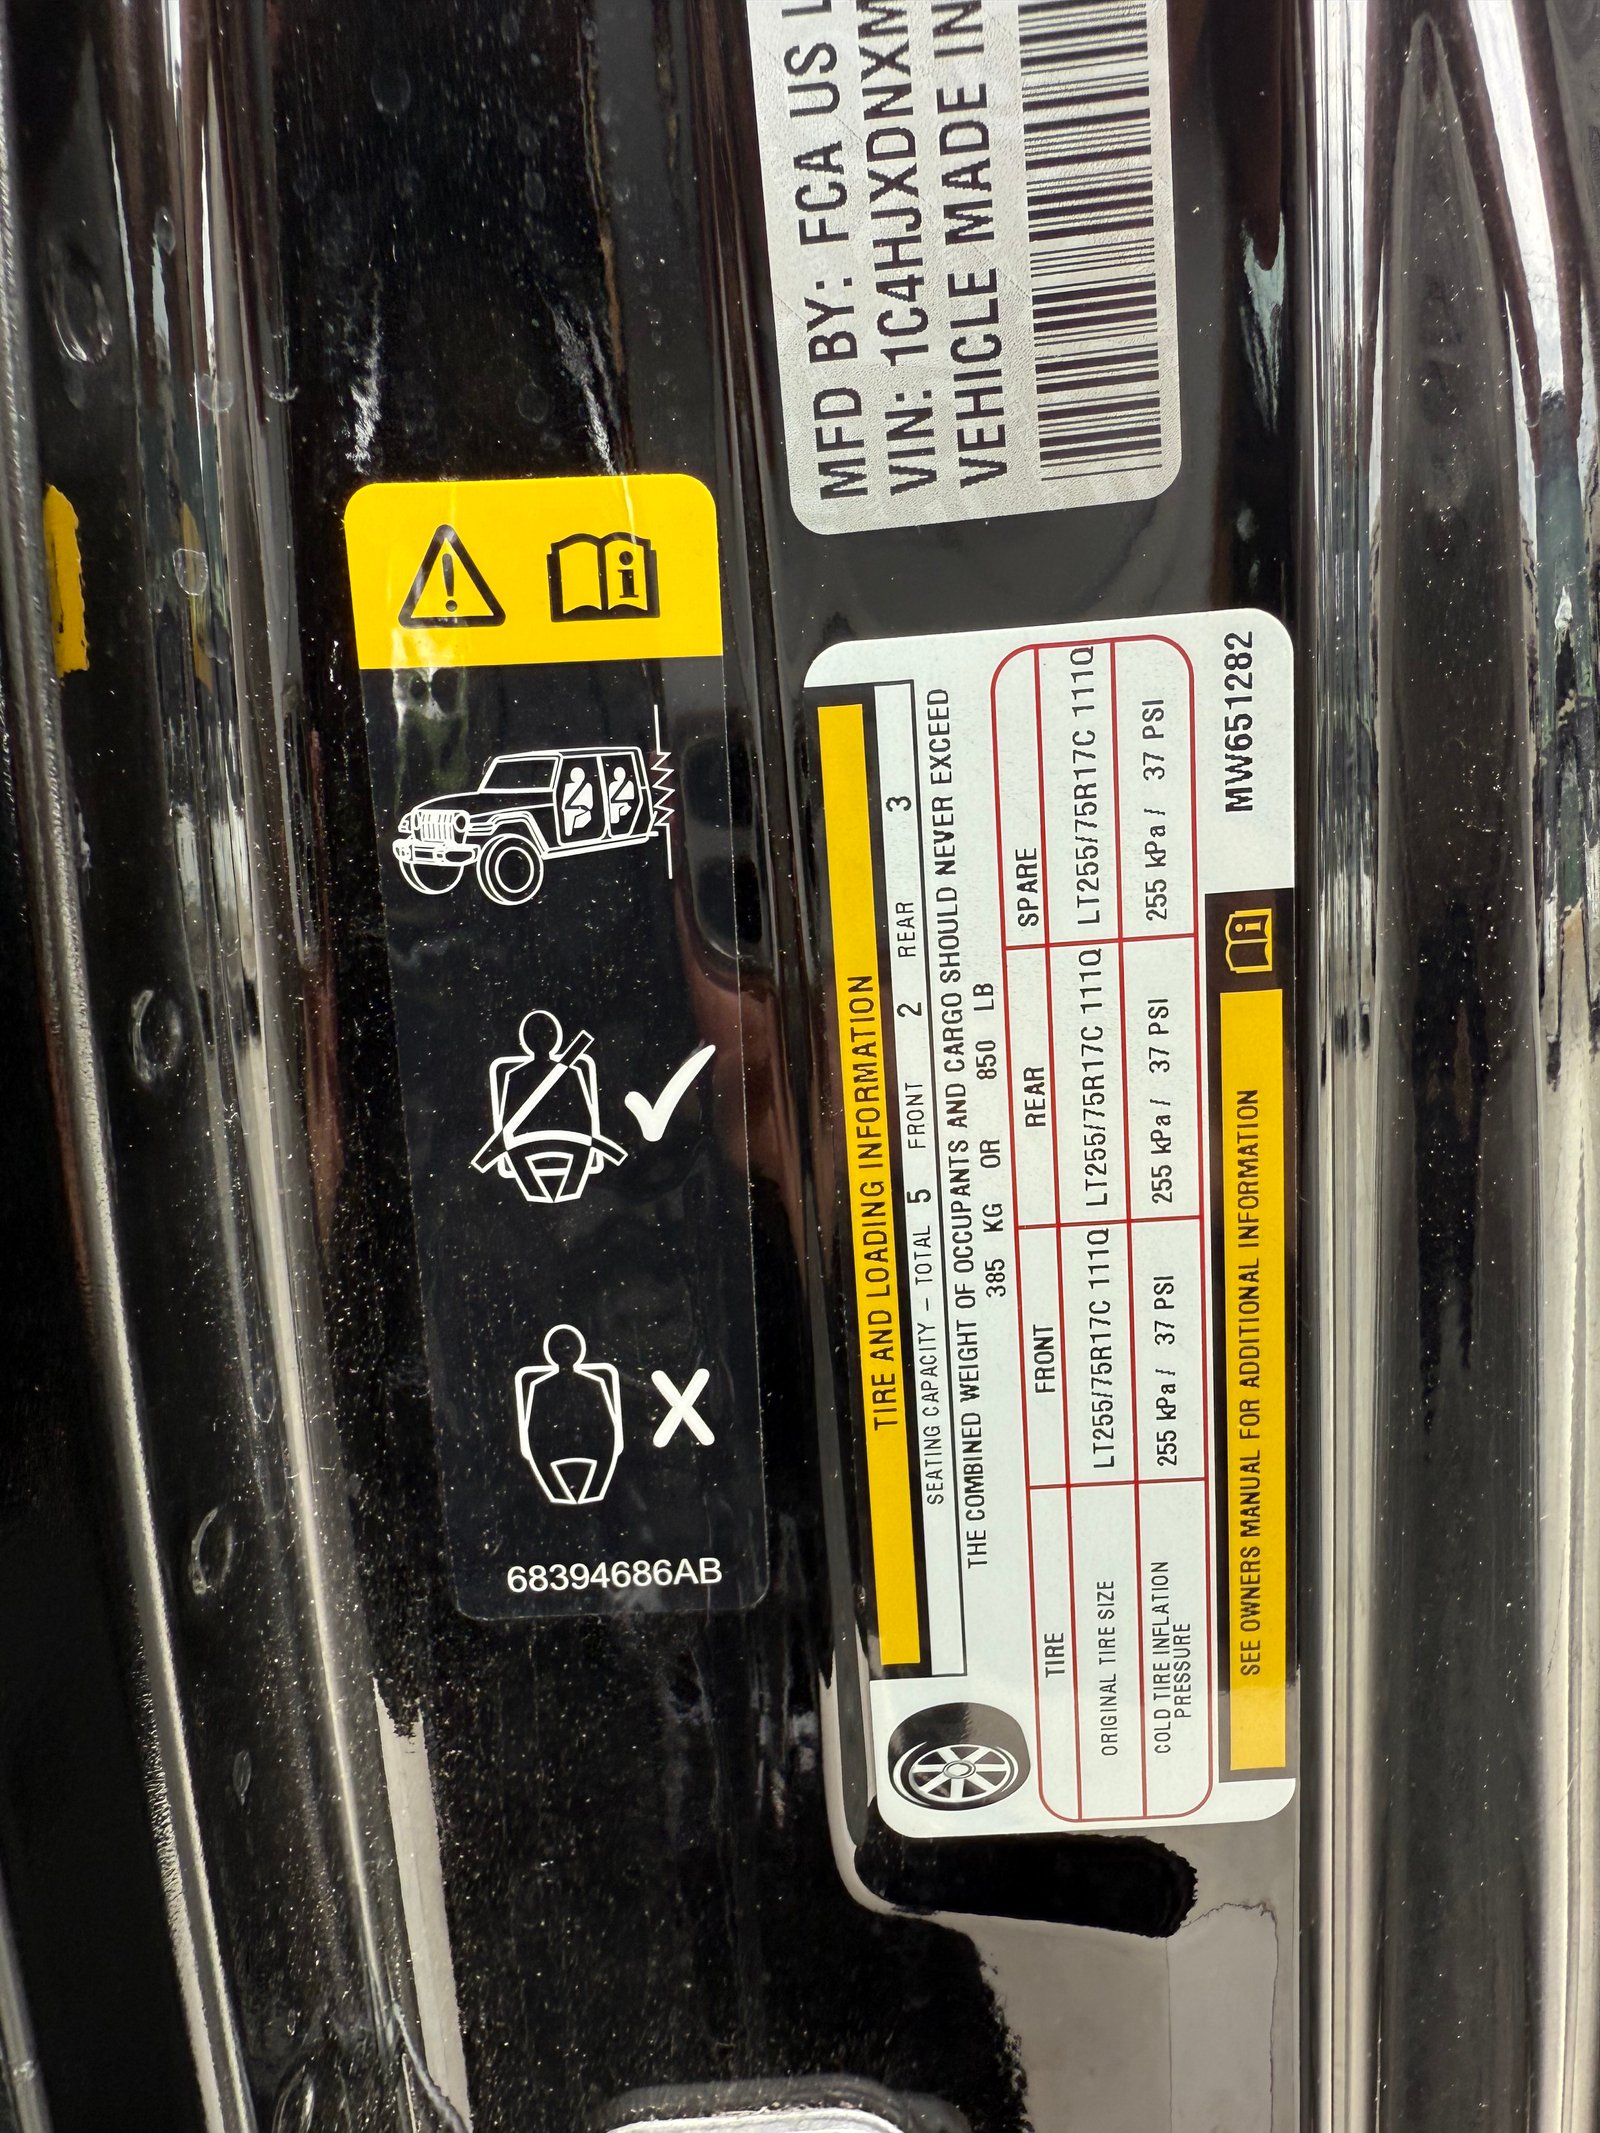 MFD BY: FCA US L
VIN: 1C4HJXDNXM
VEHICLE MADE IN
68394686AB
TIRE AND LOADING INFORMATION
SEATING CAPACITY – TOTAL 5 FRONT 2 REAR 3
THE COMBINED WEIGHT OF OCCUPANTS AND CARGO SHOULD NEVER EXCEED
385 KG OR 850 LB
TIRE FRONT REAR SPARE
ORIGINAL TIRE SIZE LT255/75R17C 111Q LT255/75R17C 111Q LT255/75R17C 111Q
COLD TIRE INFLATION PRESSURE 255 kPa / 37 PSI 255 kPa / 37 PSI 255 kPa / 37 PSI
SEE OWNERS MANUAL FOR ADDITIONAL INFORMATION
MW651282